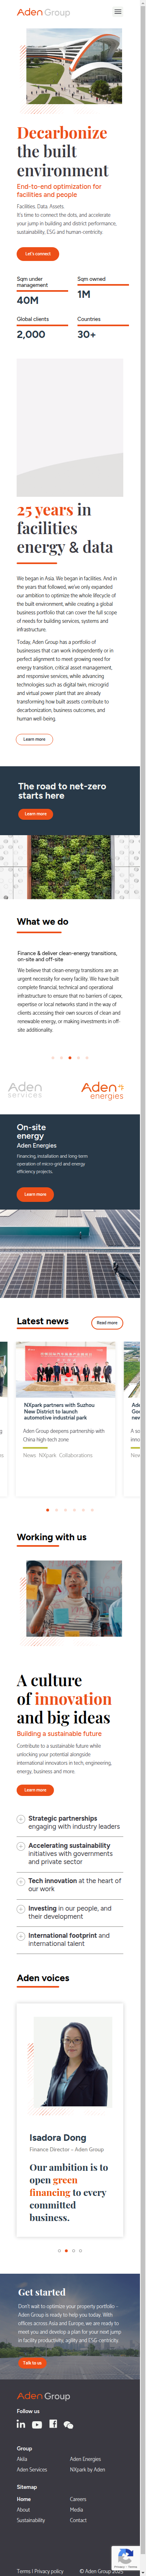 Aden Group
Decarbonize
the built
environment
End-to-end optimization for
facilities and people
Facilities. Data. Assets.
It's time to connect the dots, and accelerate
your jump in building and district performance,
sustainability, ESG and human-centricity.
Let's connect
Sqm under
management
40M
Sqm owned
1M
Global clients
2,000
Countries
30+
25 years in
facilities
energy & data
We began in Asia. We began in facilities. And in
the years that followed, we've only expanded
our ambition to optimize the whole lifecycle of
the built environment, while creating a global
business portfolio that can cover the full scope
of needs for building services, systems and
infrastructure.
Today, Aden Group has a portfolio of
businesses that can work independently or in
perfect alignment to meet growing need for
energy transition, critical asset management,
and responsive services, while advancing
technologies such as digital twin, microgrid
and virtual power plant that are already
transforming how built assets contribute to
decarbonization, business outcomes, and
human well-being.
Learn more
The road to net-zero
starts here
Learn more
What we do
Finance & deliver clean-energy transitions,
on-site and off-site
We believe that clean-energy transitions are an
urgent necessity for every facility. We have built
them on financial, technical and operational
infrastructure to ensure that no barriers of capex,
expertise or technical headwinds stand in the way of
clients accessing their own sources of clean and
renewable energy, or making investments in off-
site additionality.
Aden
services
Aden
energies
On-site
energy
Aden Energies
Financing, installation and long-term
operation of micro-grid and energy
efficiency projects.
Learn more
Latest news
Read more
NXpark partners with Suzhou
New District to launch
automotive industrial park
Aden Group deepens partnership with
China high-tech zone
News NXpark Collaborations
Working with us
A culture
of innovation
and big ideas
Building a sustainable future
Contribute to a sustainable future while
unlocking your potential alongside
international innovators in tech, engineering,
energy, business and more.
Learn more
Strategic partnerships
engaging with industry leaders
Accelerating sustainability
initiatives with governments
and private sector
Tech innovation at the heart of
our work
Investing in our people, and
their development
International footprint and
international talent
Aden voices
Isadora Dong
Finance Director – Aden Group
Our ambition is to
open green
financing to every
committed
business.
Get started
Don't wait to optimize your property portfolio –
Aden Group is ready to help you today. With
offices across Asia and Europe, we are ready to
meet you and develop a plan for your next jump
in facility productivity, agility and ESG centricity.
Talk to us
Aden Group
Follow us
Group
Akila
Aden Energies
Aden Services
NXpark by Aden
Sitemap
Home
Careers
About
Media
Sustainability
Contact
Terms | Privacy policy
© Aden Group 2023